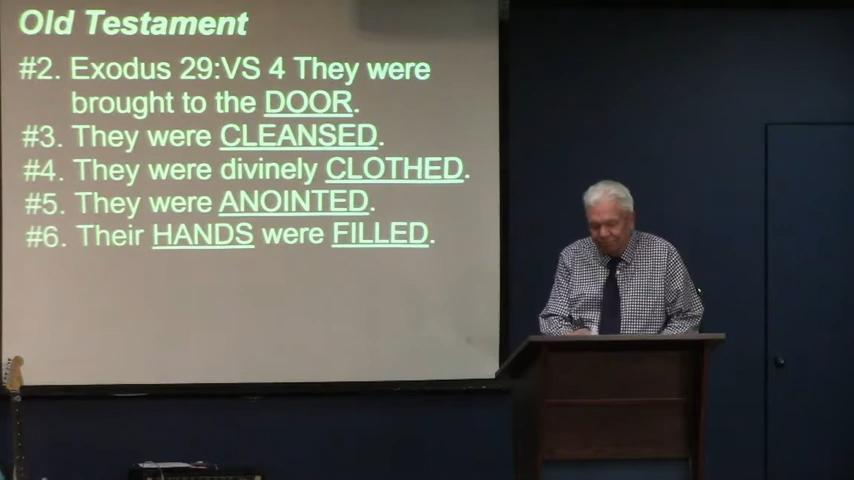 Old Testament
#2. Exodus 29:VS 4 They were
brought to the DOOR.
#3. They were CLEANSED.
#4. They were divinely CLOTHED.
#5. They were ANOINTED.
#6. Their HANDS were FILLED.